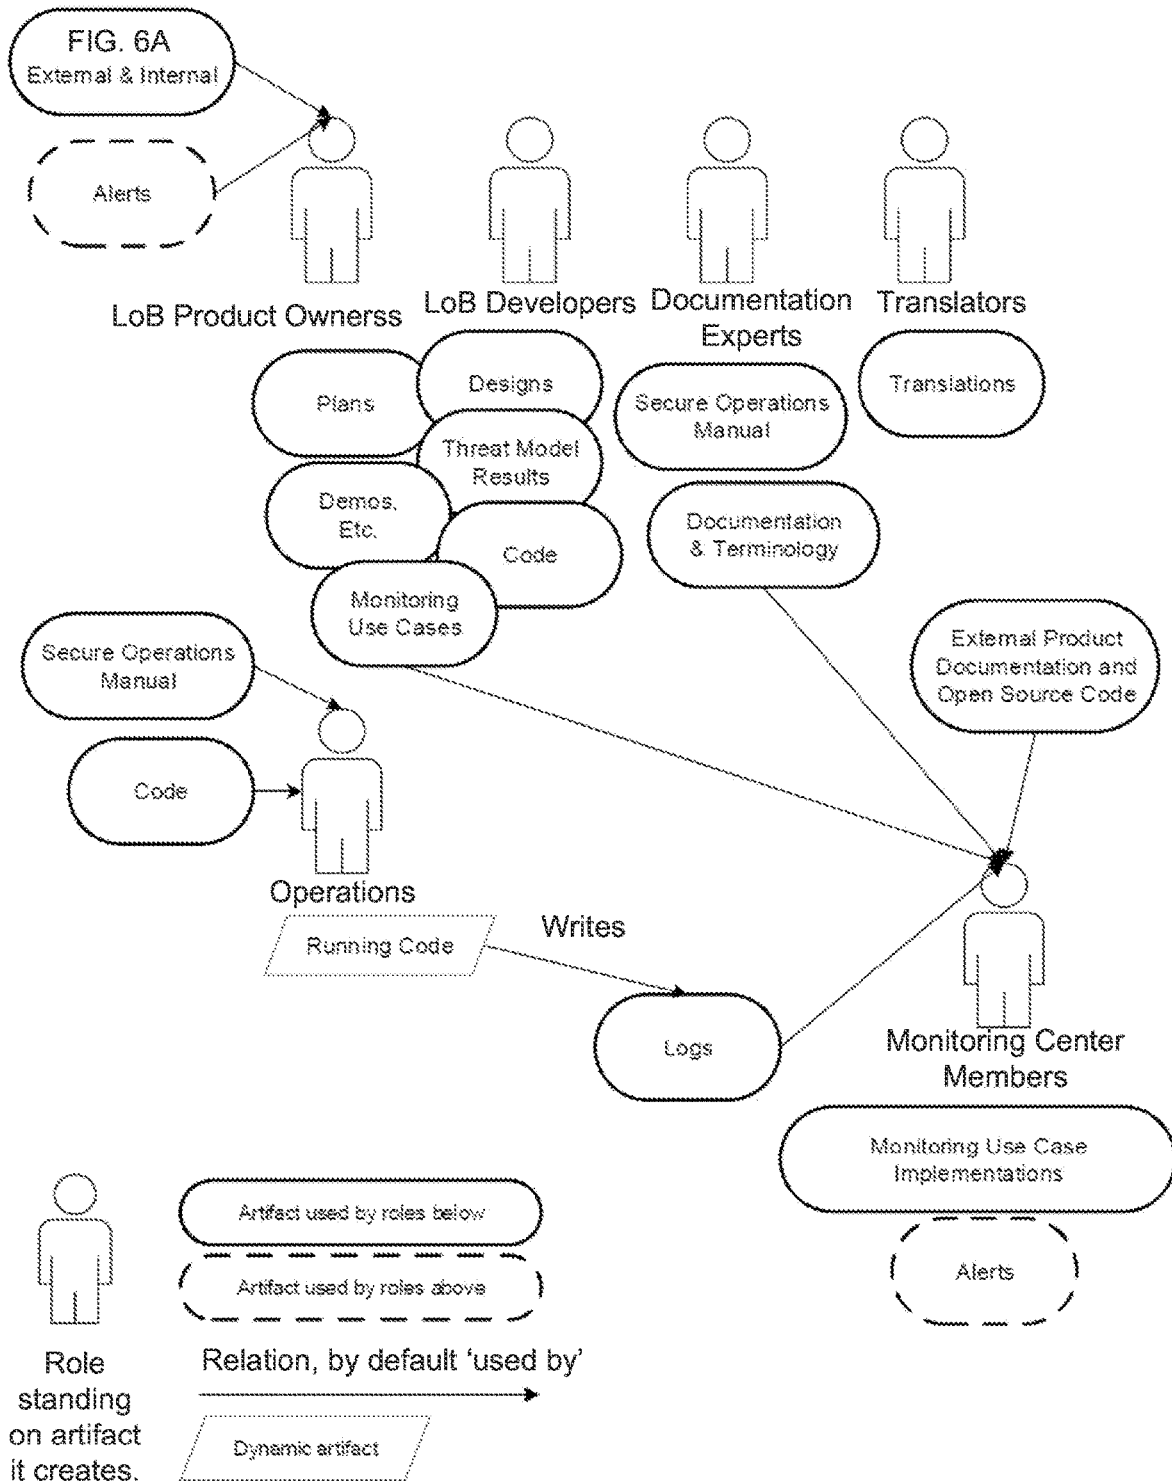 FIG. 6A
External & Internal
Alerts
LoB Product Ownerss
LoB Developers
Documentation
Experts
Translators
Plans
Designs
Threat Model
Results
Demos,
Etc.
Code
Monitoring
Use Cases
Secure Operations
Manual
Documentation
& Terminology
Translations
Secure Operations
Manual
Code
Operations
Running Code
Writes
Logs
External Product
Documentation and
Open Source Code
Monitoring Center
Members
Monitoring Use Case
Implementations
Alerts
Role
standing
on artifact
it creates.
Artifact used by roles below
Artifact used by roles above
Relation, by default ‘used by’
Dynamic artifact